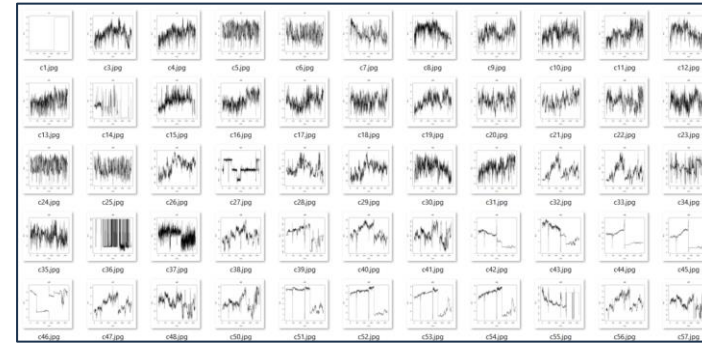 c1.jpg c3.jpg c4.jpg c5.jpg c6.jpg c7.jpg c8.jpg c9.jpg c10.jpg c11.jpg c12.jpg
c13.jpg c14.jpg c15.jpg c16.jpg c17.jpg c18.jpg c19.jpg c20.jpg c21.jpg c22.jpg c23.jpg
c24.jpg c25.jpg c26.jpg c27.jpg c28.jpg c29.jpg c30.jpg c31.jpg c32.jpg c33.jpg c34.jpg
c35.jpg c36.jpg c37.jpg c38.jpg c39.jpg c40.jpg c41.jpg c42.jpg c43.jpg c44.jpg c45.jpg
c46.jpg c47.jpg c48.jpg c50.jpg c51.jpg c52.jpg c53.jpg c54.jpg c55.jpg c56.jpg c57.jpg